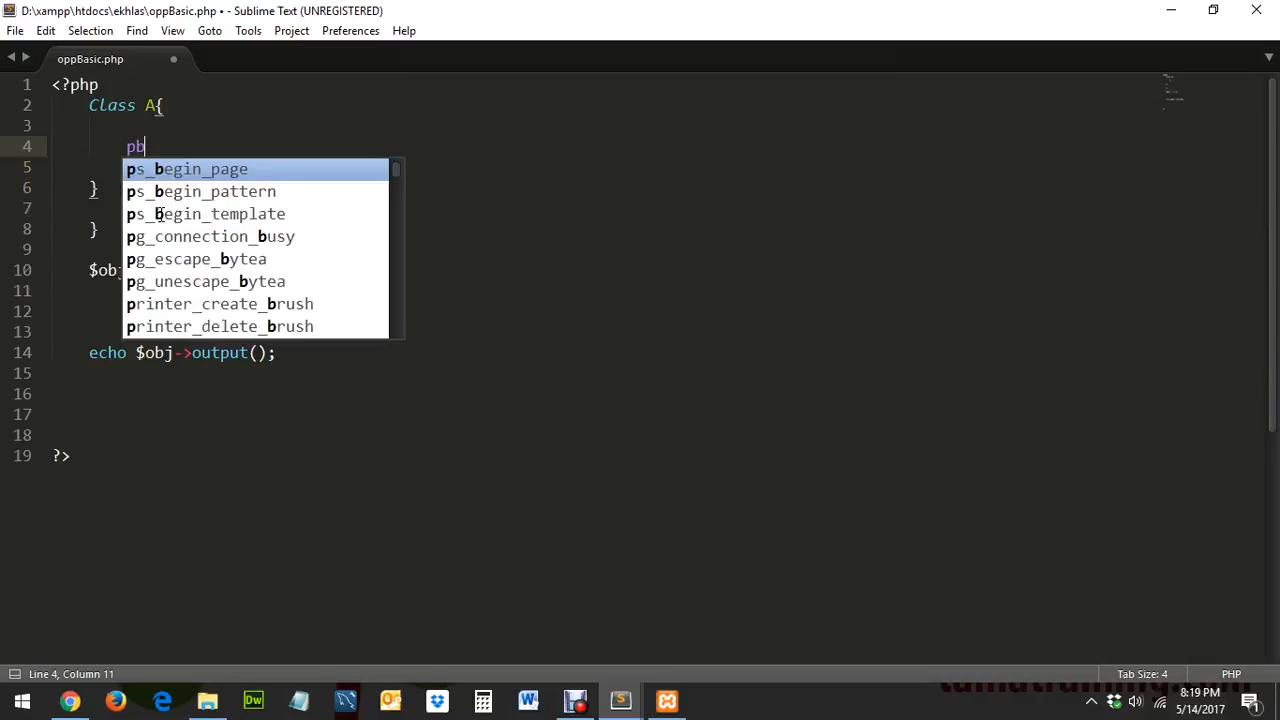 D:\xampp\htdocs\ekhlas\oppBasic.php • - Sublime Text (UNREGISTERED)
File Edit Selection Find View Goto Tools Project Preferences Help
oppBasic.php
1 <?php
2 Class A{
3
4 pb
ps_begin_page
5
ps_begin_pattern
6 }
7
ps_begin_template
8 }
pg_connection_busy
9
pg_escape_bytea
10 $obj
pg_unescape_bytea
11
printer_create_brush
12
printer_delete_brush
13
14 echo $obj->output();
15
16
17
18
19 ?>
Line 4, Column 11 Tab Size: 4 PHP
8:19 PM
5/14/2017